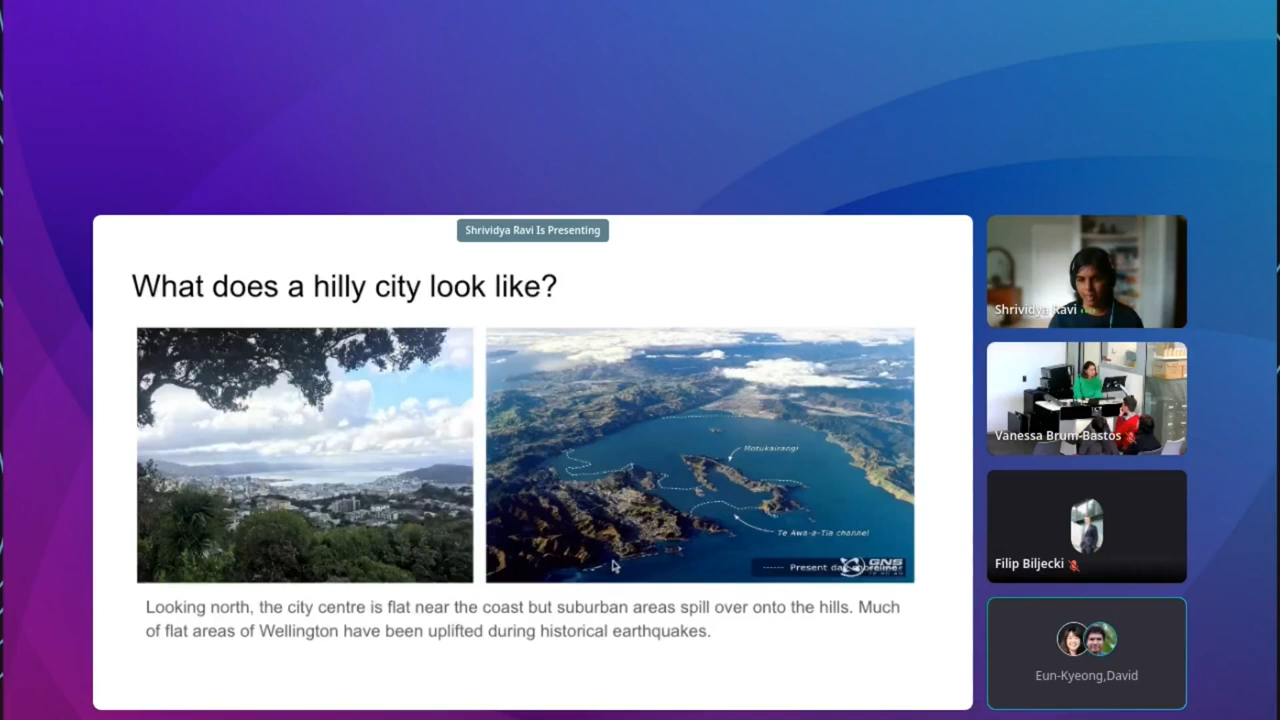 Shrividya Ravi Is Presenting
What does a hilly city look like?
Motukairangi
Te Awa-a-Tia channel
Present day shoreline
GNS
Looking north, the city centre is flat near the coast but suburban areas spill over onto the hills. Much
of flat areas of Wellington have been uplifted during historical earthquakes.
Shrividya Ravi
Vanessa Brum-Bastos
Filip Biljecki
Eun-Kyeong,David